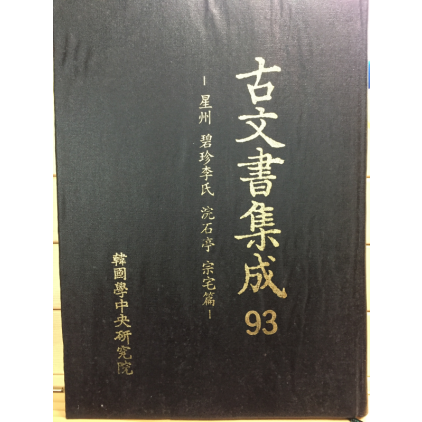 古文書集成 93
- 星州 碧珍李氏 浣石亭 宗宅篇 -
韓國學中央硏究院